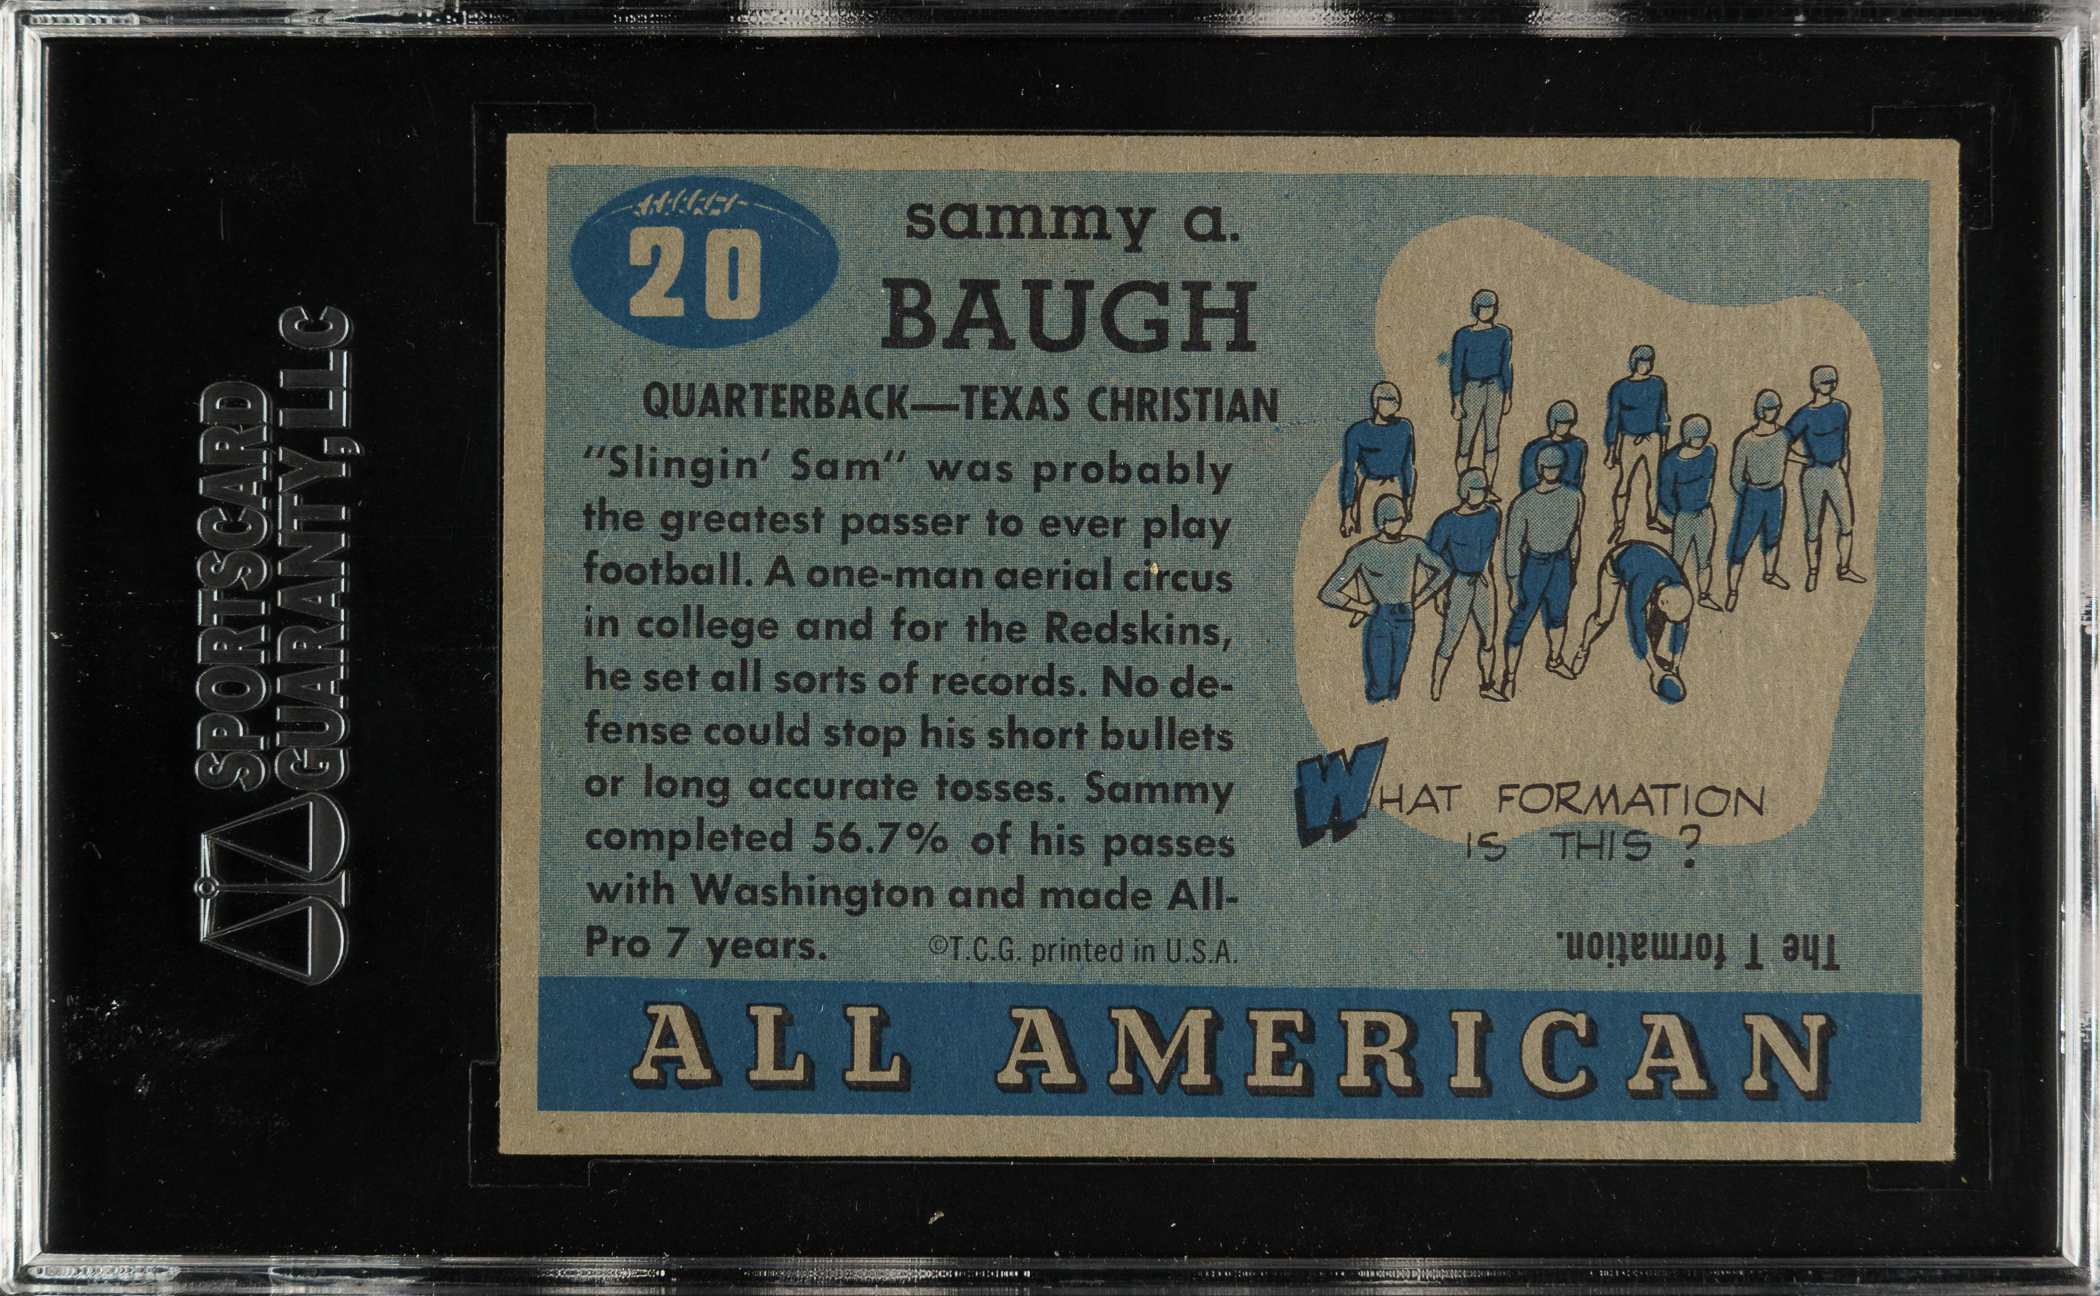 SPORTSCARD
GUARANTY, LLC
20
sammy a.
BAUGH
QUARTERBACK—TEXAS CHRISTIAN
"Slingin' Sam" was probably
the greatest passer to ever play
football. A one-man aerial circus
in college and for the Redskins,
he set all sorts of records. No de-
fense could stop his short bullets
or long accurate tosses. Sammy
completed 56.7% of his passes
with Washington and made All-
Pro 7 years.
©T.C.G. printed in U.S.A.
WHAT FORMATION
IS THIS?
The T formation.
ALL AMERICAN